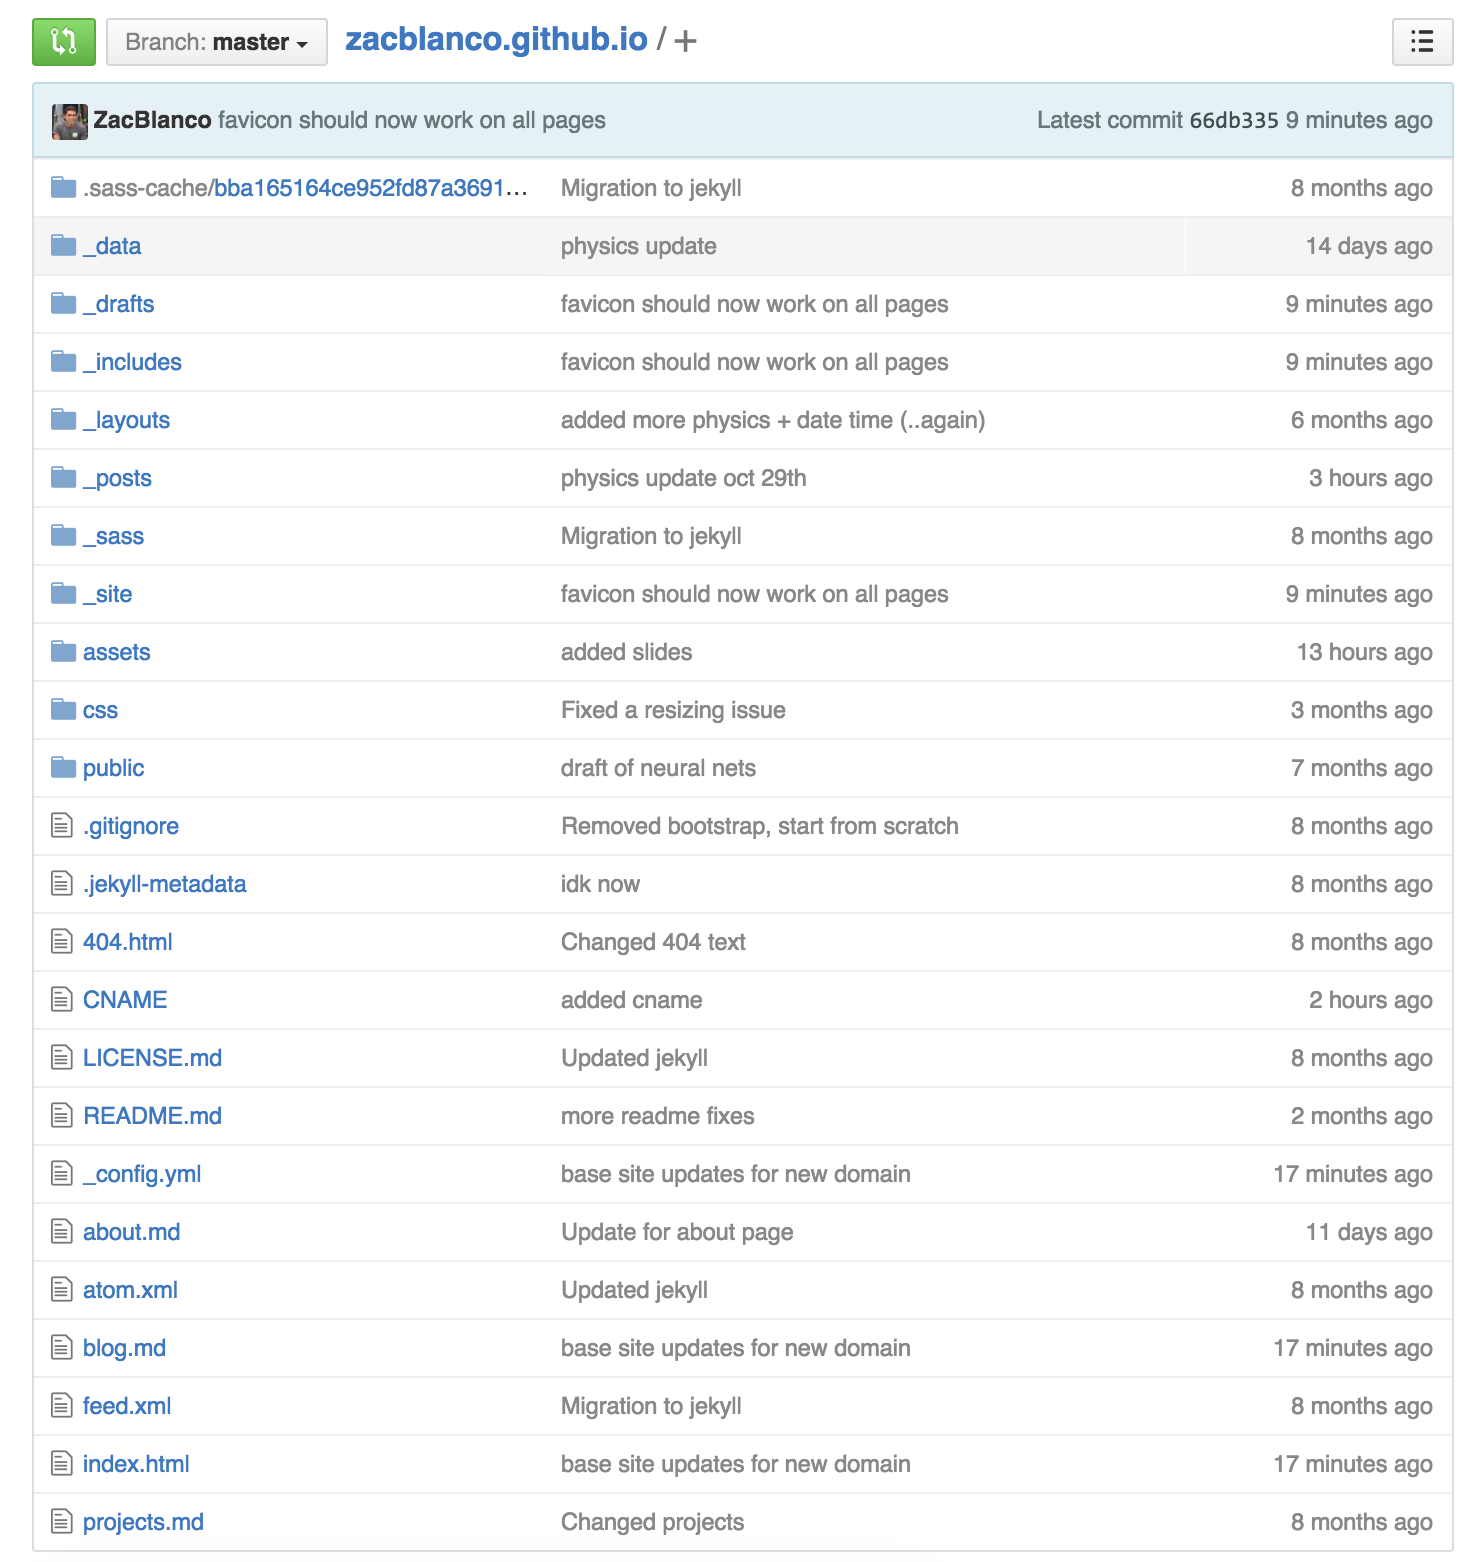 Branch: master zacblanco.github.io / +
ZacBlanco favicon should now work on all pages Latest commit 66db335 9 minutes ago
.sass-cache/bba165164ce952fd87a3691... Migration to jekyll 8 months ago
_data physics update 14 days ago
_drafts favicon should now work on all pages 9 minutes ago
_includes favicon should now work on all pages 9 minutes ago
_layouts added more physics + date time (..again) 6 months ago
_posts physics update oct 29th 3 hours ago
_sass Migration to jekyll 8 months ago
_site favicon should now work on all pages 9 minutes ago
assets added slides 13 hours ago
css Fixed a resizing issue 3 months ago
public draft of neural nets 7 months ago
.gitignore Removed bootstrap, start from scratch 8 months ago
.jekyll-metadata idk now 8 months ago
404.html Changed 404 text 8 months ago
CNAME added cname 2 hours ago
LICENSE.md Updated jekyll 8 months ago
README.md more readme fixes 2 months ago
_config.yml base site updates for new domain 17 minutes ago
about.md Update for about page 11 days ago
atom.xml Updated jekyll 8 months ago
blog.md base site updates for new domain 17 minutes ago
feed.xml Migration to jekyll 8 months ago
index.html base site updates for new domain 17 minutes ago
projects.md Changed projects 8 months ago